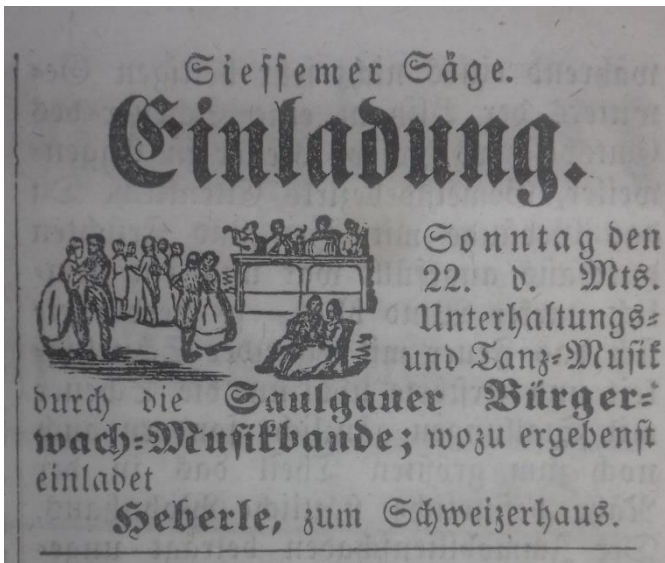 Siessemer Säge.
Einladung.
Sonntag den
22. d. Mts.
Unterhaltungs-
und Tanz-Musik
durch die Saulgauer Bürger-
wach-Musikbande; wozu ergebenst
einladet
Heberle, zum Schweizerhaus.